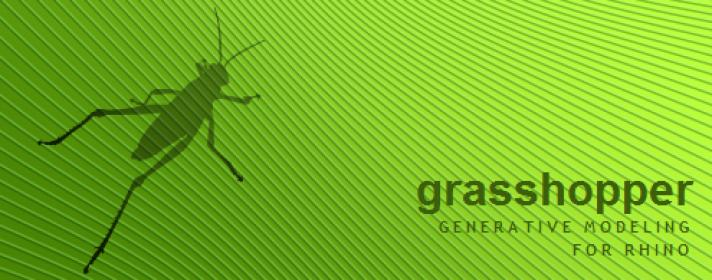 grasshopper
GENERATIVE MODELING
FOR RHINO